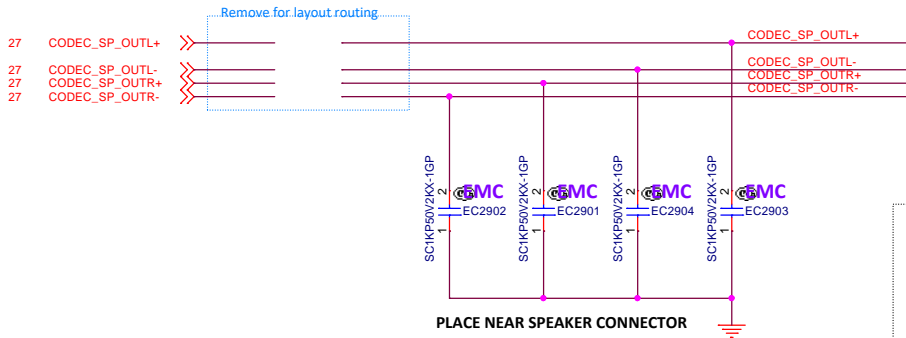 Remove for layout routing
27 CODEC_SP_OUTL+ CODEC_SP_OUTL+
27 CODEC_SP_OUTL- CODEC_SP_OUTL-
27 CODEC_SP_OUTR+ CODEC_SP_OUTR+
27 CODEC_SP_OUTR- CODEC_SP_OUTR-
SC1KP50V2KX-1GP
2
1
EMC
EC2902
SC1KP50V2KX-1GP
2
1
EMC
EC2901
SC1KP50V2KX-1GP
2
1
EMC
EC2904
SC1KP50V2KX-1GP
2
1
EMC
EC2903
PLACE NEAR SPEAKER CONNECTOR